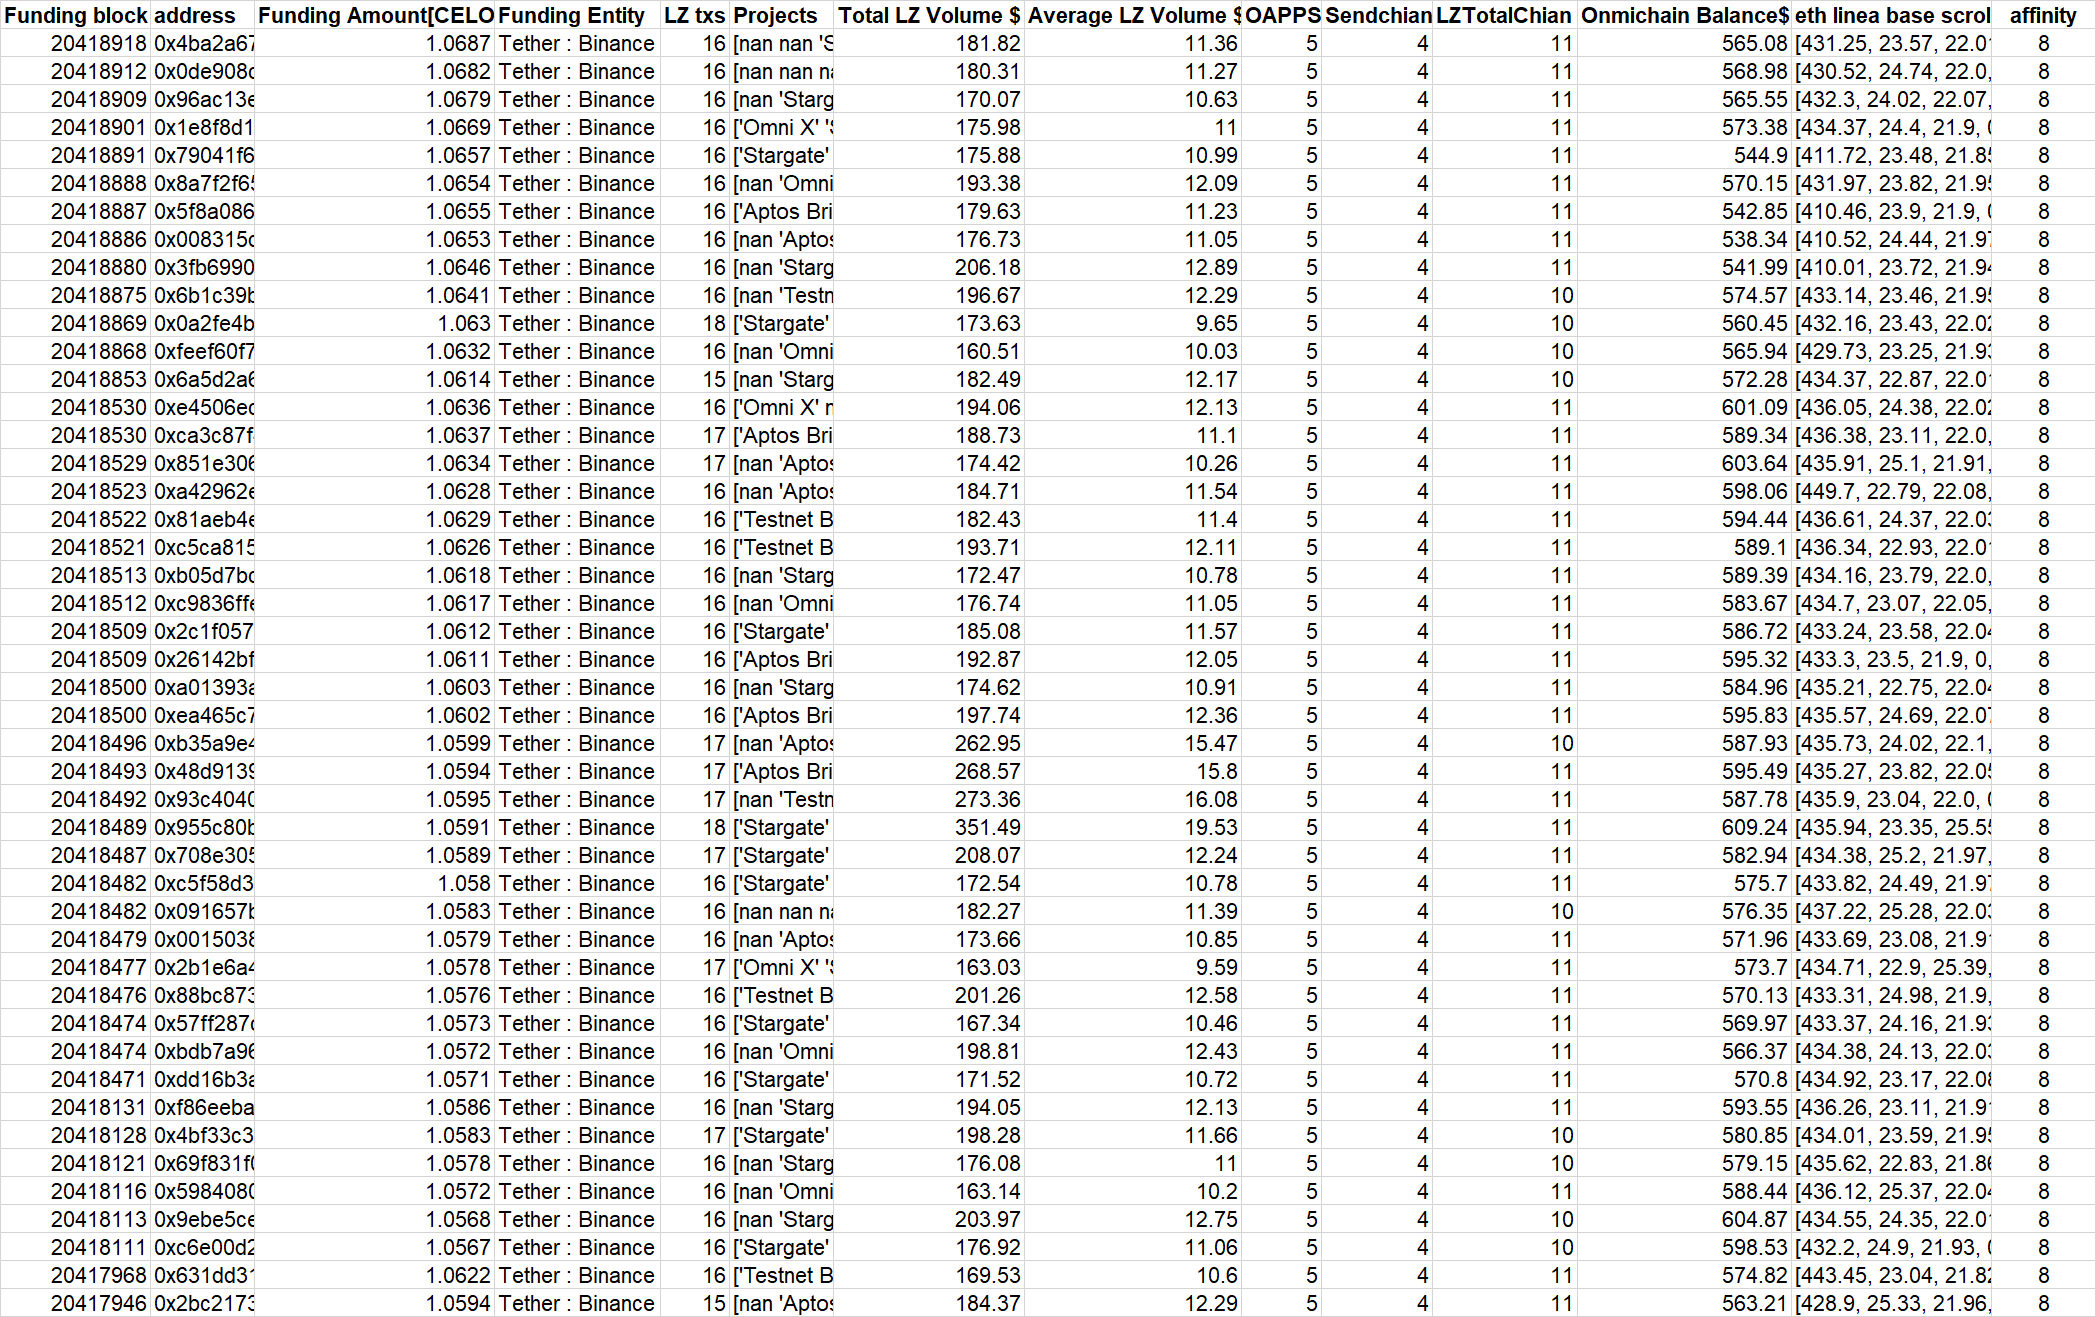 Funding block address Funding Amount[CELO Funding Entity LZ txs Projects Total LZ Volume $ Average LZ Volume $ OAPPS Sendchian LZTotalChian Onmichain Balance$ eth linea base scrol affinity
20418918 0x4ba2a67 1.0687 Tether : Binance 16 [nan nan 'S 181.82 11.36 5 4 11 565.08 [431.25, 23.57, 22.01 8
20418912 0x0de908c 1.0682 Tether : Binance 16 [nan nan na 180.31 11.27 5 4 11 568.98 [430.52, 24.74, 22.0, 8
20418909 0x96ac13e 1.0679 Tether : Binance 16 [nan 'Starg 170.07 10.63 5 4 11 565.55 [432.3, 24.02, 22.07, 8
20418901 0x1e8f8d1 1.0669 Tether : Binance 16 ['Omni X' 'S 175.98 11 5 4 11 573.38 [434.37, 24.4, 21.9, 0 8
20418891 0x79041f6 1.0657 Tether : Binance 16 ['Stargate' 175.88 10.99 5 4 11 544.9 [411.72, 23.48, 21.85 8
20418888 0x8a7f2f65 1.0654 Tether : Binance 16 [nan 'Omni 193.38 12.09 5 4 11 570.15 [431.97, 23.82, 21.95 8
20418887 0x5f8a086 1.0655 Tether : Binance 16 ['Aptos Bri 179.63 11.23 5 4 11 542.85 [410.46, 23.9, 21.9, 0 8
20418886 0x008315c 1.0653 Tether : Binance 16 [nan 'Aptos 176.73 11.05 5 4 11 538.34 [410.52, 24.44, 21.97 8
20418880 0x3fb6990 1.0646 Tether : Binance 16 [nan 'Starg 206.18 12.89 5 4 11 541.99 [410.01, 23.72, 21.94 8
20418875 0x6b1c39b 1.0641 Tether : Binance 16 [nan 'Testn 196.67 12.29 5 4 10 574.57 [433.14, 23.46, 21.95 8
20418869 0x0a2fe4b 1.063 Tether : Binance 18 ['Stargate' 173.63 9.65 5 4 10 560.45 [432.16, 23.43, 22.02 8
20418868 0xfeef60f7 1.0632 Tether : Binance 16 [nan 'Omni 160.51 10.03 5 4 10 565.94 [429.73, 23.25, 21.93 8
20418853 0x6a5d2a6 1.0614 Tether : Binance 15 [nan 'Starg 182.49 12.17 5 4 10 572.28 [434.37, 22.87, 22.01 8
20418530 0xe4506ec 1.0636 Tether : Binance 16 ['Omni X' n 194.06 12.13 5 4 11 601.09 [436.05, 24.38, 22.02 8
20418530 0xca3c87f 1.0637 Tether : Binance 17 ['Aptos Bri 188.73 11.1 5 4 11 589.34 [436.38, 23.11, 22.0, 8
20418529 0x851e306 1.0634 Tether : Binance 17 [nan 'Aptos 174.42 10.26 5 4 11 603.64 [435.91, 25.1, 21.91, 8
20418523 0xa42962e 1.0628 Tether : Binance 16 [nan 'Aptos 184.71 11.54 5 4 11 598.06 [449.7, 22.79, 22.08, 8
20418522 0x81aeb4e 1.0629 Tether : Binance 16 ['Testnet B 182.43 11.4 5 4 11 594.44 [436.61, 24.37, 22.03 8
20418521 0xc5ca815 1.0626 Tether : Binance 16 ['Testnet B 193.71 12.11 5 4 11 589.1 [436.34, 22.93, 22.01 8
20418513 0xb05d7bc 1.0618 Tether : Binance 16 [nan 'Starg 172.47 10.78 5 4 11 589.39 [434.16, 23.79, 22.0, 8
20418512 0xc9836ffe 1.0617 Tether : Binance 16 [nan 'Omni 176.74 11.05 5 4 11 583.67 [434.7, 23.07, 22.05, 8
20418509 0x2c1f057 1.0612 Tether : Binance 16 ['Stargate' 185.08 11.57 5 4 11 586.72 [433.24, 23.58, 22.04 8
20418509 0x26142bf 1.0611 Tether : Binance 16 ['Aptos Bri 192.87 12.05 5 4 11 595.32 [433.3, 23.5, 21.9, 0, 8
20418500 0xa01393a 1.0603 Tether : Binance 16 [nan 'Starg 174.62 10.91 5 4 11 584.96 [435.21, 22.75, 22.04 8
20418500 0xea465c7 1.0602 Tether : Binance 16 ['Aptos Bri 197.74 12.36 5 4 11 595.83 [435.57, 24.69, 22.07 8
20418496 0xb35a9e4 1.0599 Tether : Binance 17 [nan 'Aptos 262.95 15.47 5 4 10 587.93 [435.73, 24.02, 22.1, 8
20418493 0x48d9139 1.0594 Tether : Binance 17 ['Aptos Bri 268.57 15.8 5 4 11 595.49 [435.27, 23.82, 22.05 8
20418492 0x93c4040 1.0595 Tether : Binance 17 [nan 'Testn 273.36 16.08 5 4 11 587.78 [435.9, 23.04, 22.0, 0 8
20418489 0x955c80b 1.0591 Tether : Binance 18 ['Stargate' 351.49 19.53 5 4 11 609.24 [435.94, 23.35, 25.55 8
20418487 0x708e305 1.0589 Tether : Binance 17 ['Stargate' 208.07 12.24 5 4 11 582.94 [434.38, 25.2, 21.97, 8
20418482 0xc5f58d3 1.058 Tether : Binance 16 ['Stargate' 172.54 10.78 5 4 11 575.7 [433.82, 24.49, 21.97 8
20418482 0x091657b 1.0583 Tether : Binance 16 [nan nan na 182.27 11.39 5 4 10 576.35 [437.22, 25.28, 22.03 8
20418479 0x0015038 1.0579 Tether : Binance 16 [nan 'Aptos 173.66 10.85 5 4 11 571.96 [433.69, 23.08, 21.91 8
20418477 0x2b1e6a4 1.0578 Tether : Binance 17 ['Omni X' 'S 163.03 9.59 5 4 11 573.7 [434.71, 22.9, 25.39, 8
20418476 0x88bc873 1.0576 Tether : Binance 16 ['Testnet B 201.26 12.58 5 4 11 570.13 [433.31, 24.98, 21.9, 8
20418474 0x57ff287c 1.0573 Tether : Binance 16 ['Stargate' 167.34 10.46 5 4 11 569.97 [433.37, 24.16, 21.93 8
20418474 0xbdb7a96 1.0572 Tether : Binance 16 [nan 'Omni 198.81 12.43 5 4 11 566.37 [434.38, 24.13, 22.03 8
20418471 0xdd16b3a 1.0571 Tether : Binance 16 ['Stargate' 171.52 10.72 5 4 11 570.8 [434.92, 23.17, 22.08 8
20418131 0xf86eeba 1.0586 Tether : Binance 16 [nan 'Starg 194.05 12.13 5 4 11 593.55 [436.26, 23.11, 21.91 8
20418128 0x4bf33c3 1.0583 Tether : Binance 17 ['Stargate' 198.28 11.66 5 4 10 580.85 [434.01, 23.59, 21.95 8
20418121 0x69f831f0 1.0578 Tether : Binance 16 [nan 'Starg 176.08 11 5 4 10 579.15 [435.62, 22.83, 21.86 8
20418116 0x5984080 1.0572 Tether : Binance 16 [nan 'Omni 163.14 10.2 5 4 11 588.44 [436.12, 25.37, 22.04 8
20418113 0x9ebe5ce 1.0568 Tether : Binance 16 [nan 'Starg 203.97 12.75 5 4 10 604.87 [434.55, 24.35, 22.01 8
20418111 0xc6e00d2 1.0567 Tether : Binance 16 ['Stargate' 176.92 11.06 5 4 10 598.53 [432.2, 24.9, 21.93, 0 8
20417968 0x631dd31 1.0622 Tether : Binance 16 ['Testnet B 169.53 10.6 5 4 11 574.82 [443.45, 23.04, 21.82 8
20417946 0x2bc2173 1.0594 Tether : Binance 15 [nan 'Aptos 184.37 12.29 5 4 11 563.21 [428.9, 25.33, 21.96, 8